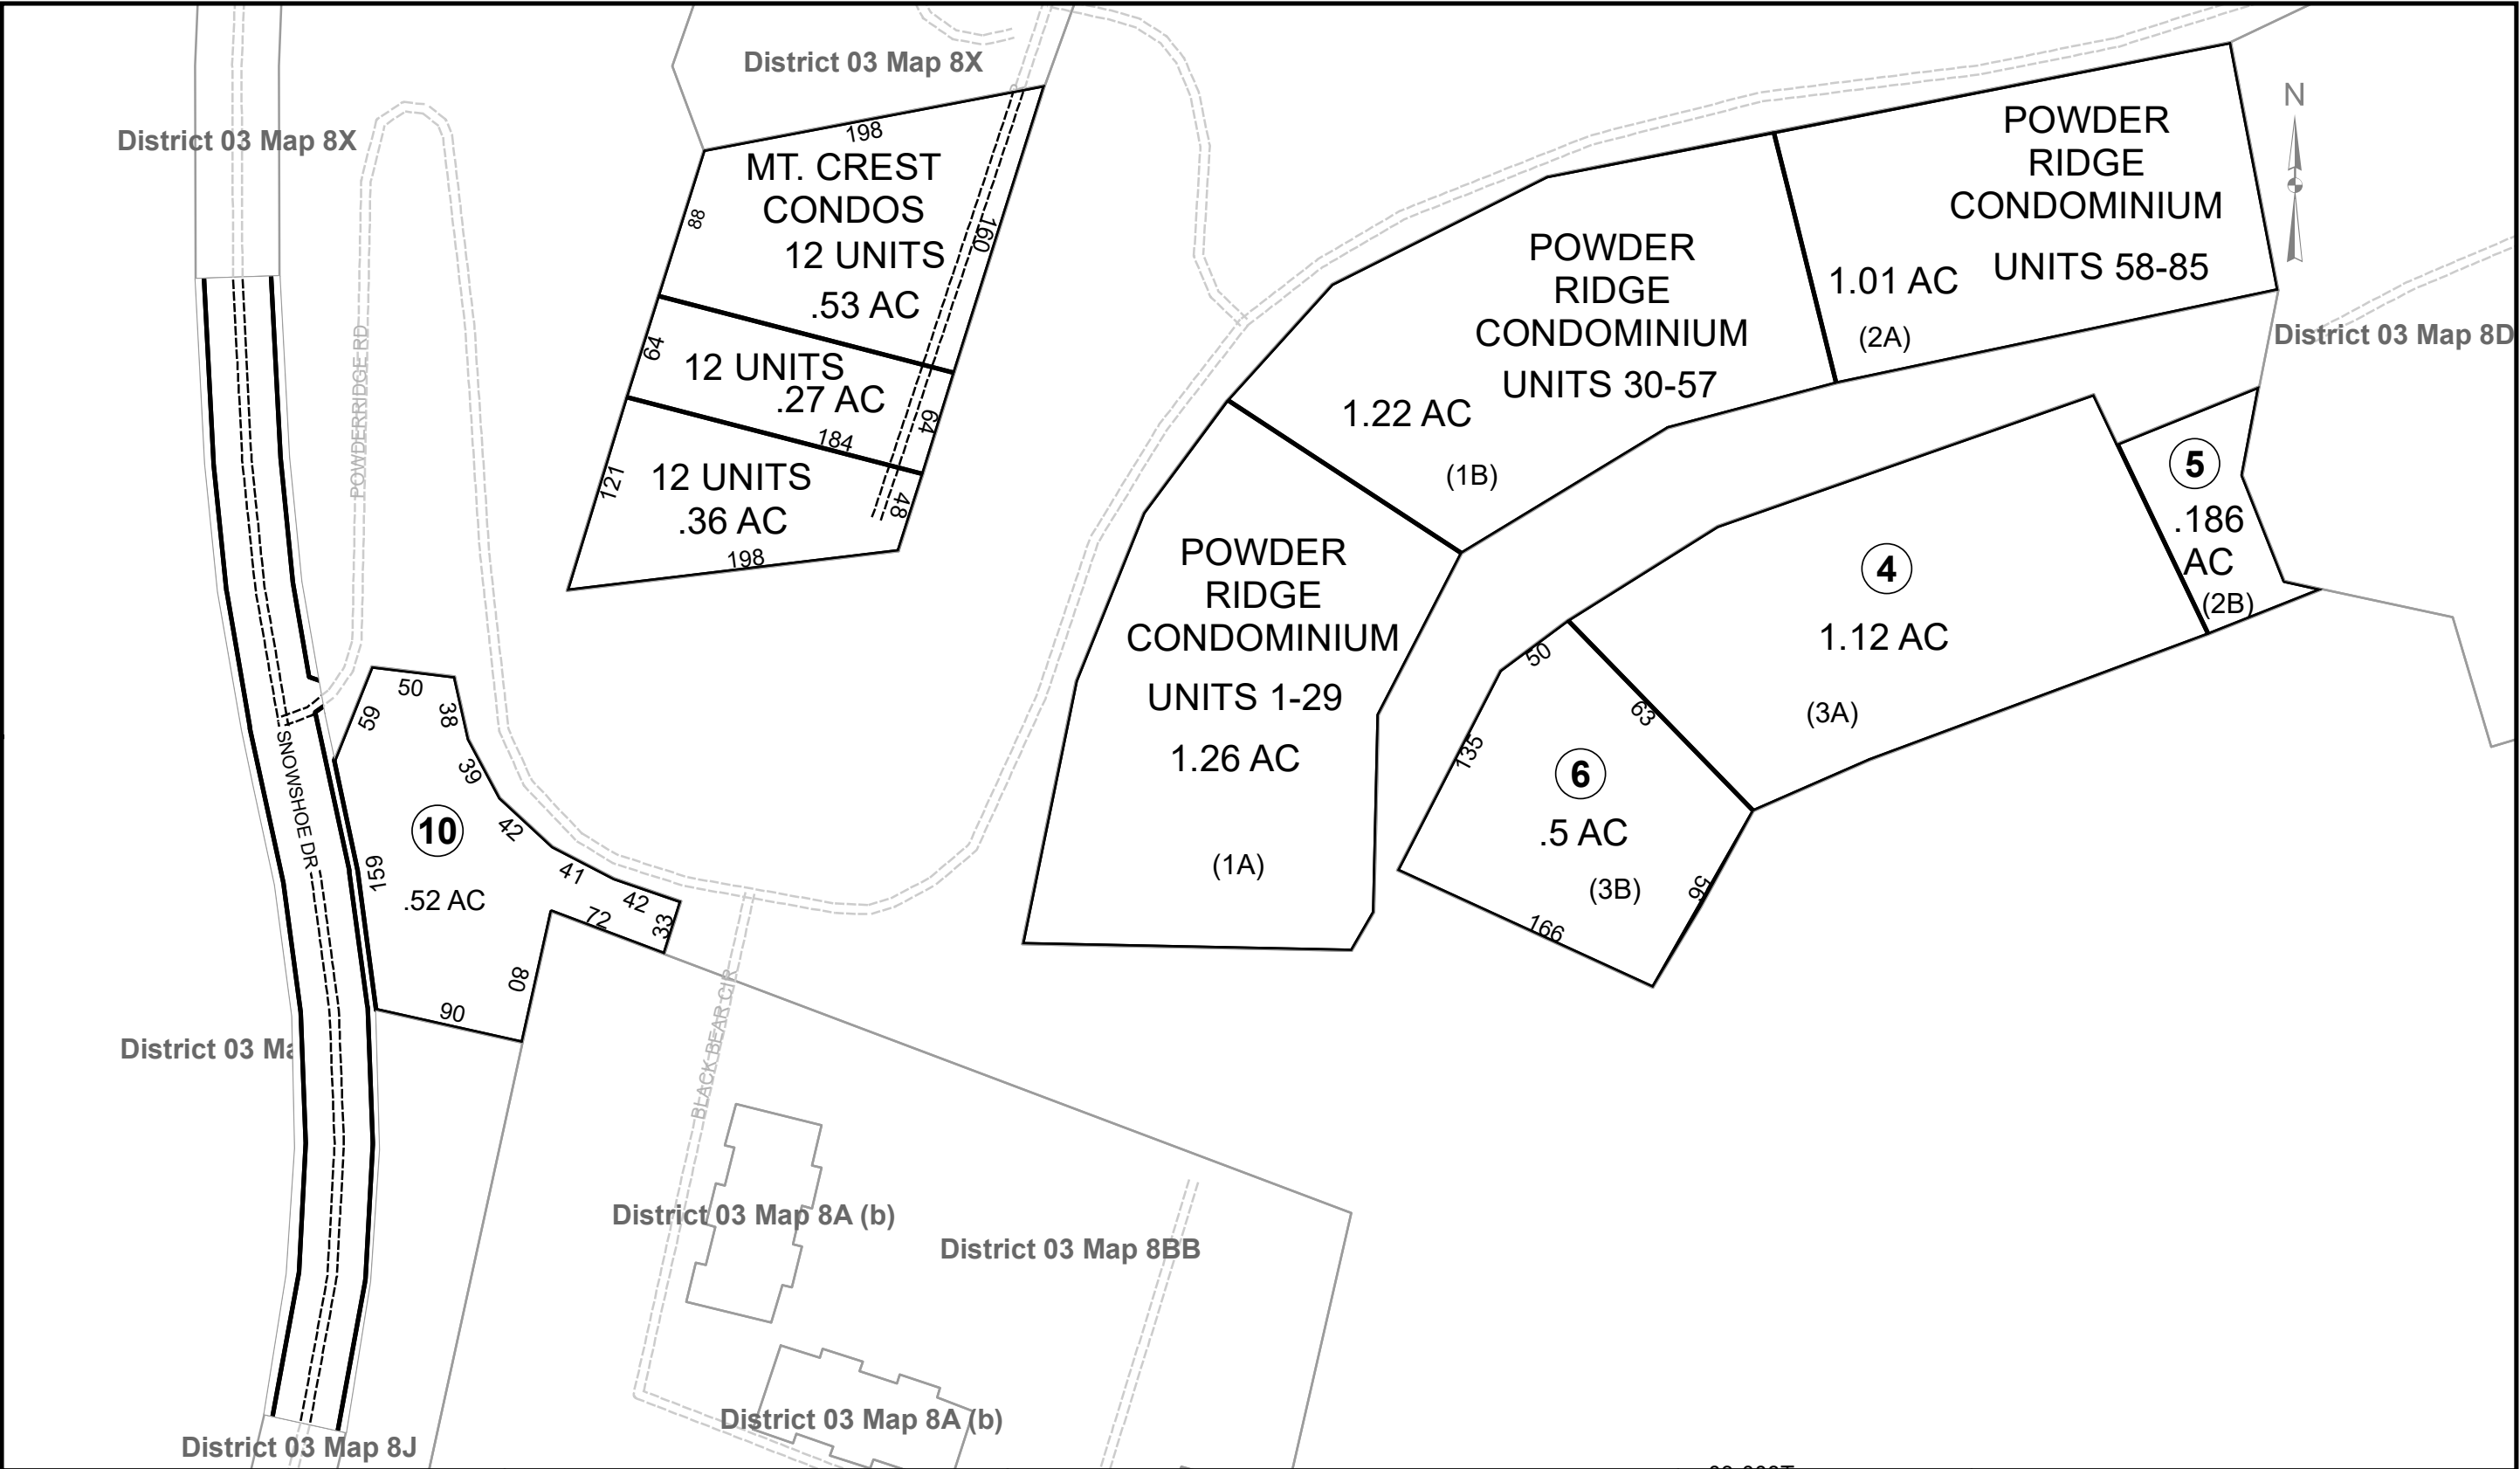 District 03 Map 8X
District 03 Map 8X
N
198
MT. CREST
CONDOS
12 UNITS
.53 AC
88
160
64
12 UNITS
.27 AC
64
184
121
12 UNITS
.36 AC
48
198
POWDER
RIDGE
CONDOMINIUM
UNITS 58-85
1.01 AC
(2A)
POWDER
RIDGE
CONDOMINIUM
UNITS 30-57
1.22 AC
(1B)
District 03 Map 8D
POWDERRIDGE RD
POWDER
RIDGE
CONDOMINIUM
UNITS 1-29
1.26 AC
(1A)
5
.186
AC
(2B)
4
1.12 AC
(3A)
50
63
135
6
.5 AC
(3B)
56
166
50
59
38
39
42
41
42
33
72
10
.52 AC
159
80
90
SNOWSHOE DR
BLACK BEAR CIR
District 03 Ma
District 03 Map 8A (b)
District 03 Map 8BB
District 03 Map 8A (b)
District 03 Map 8J